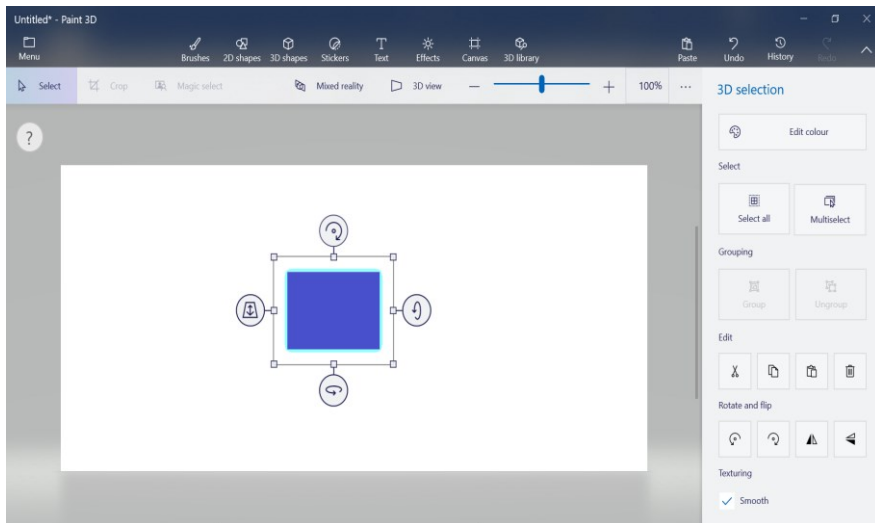 Untitled* - Paint 3D
Menu
Brushes 2D shapes 3D shapes Stickers Text Effects Canvas 3D library Paste Undo History Redo
Select Crop Magic select Mixed reality 3D view 100%
?
3D selection
Edit colour
Select
Select all Multiselect
Grouping
Group Ungroup
Edit
Rotate and flip
Texturing
Smooth